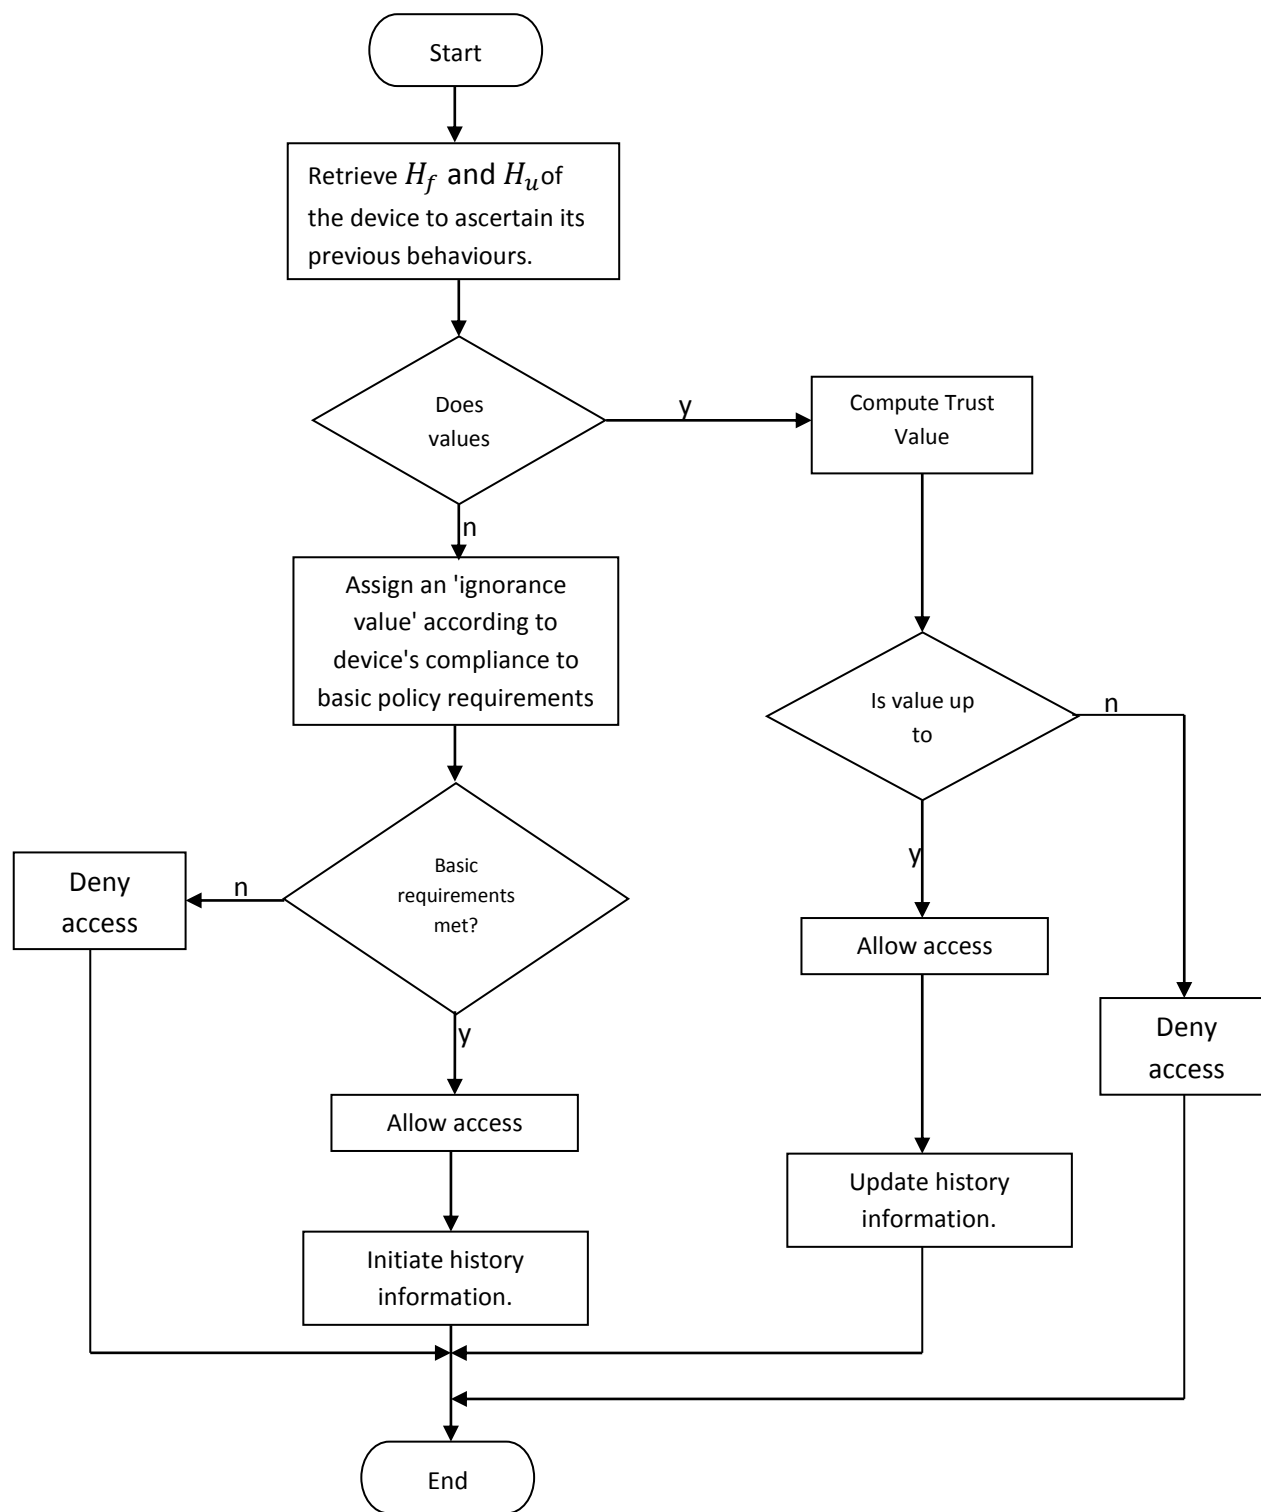 Start
Retrieve H_f and H_u of
the device to ascertain its
previous behaviours.
Does
values
y
Compute Trust
Value
n
Assign an 'ignorance
value' according to
device's compliance to
basic policy requirements
Is value up
to
n
y
Basic
requirements
met?
n
Deny
access
y
Allow access
Deny
access
Allow access
Update history
information.
Initiate history
information.
End